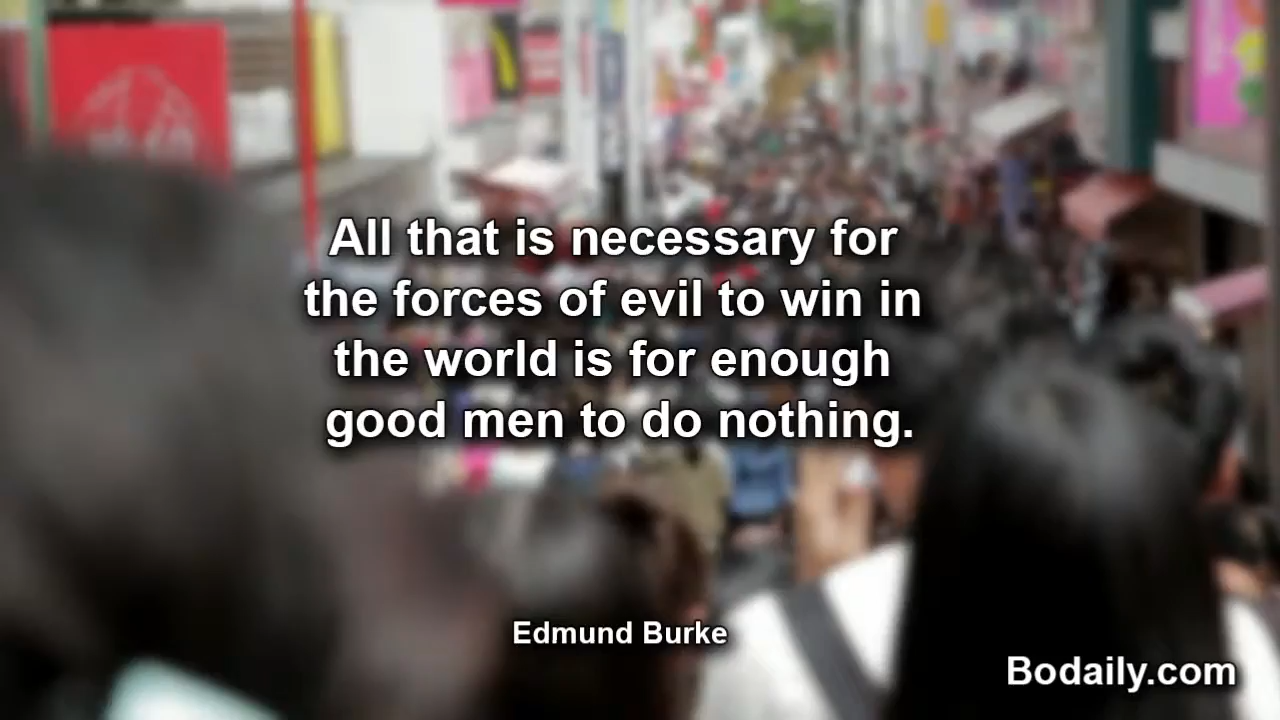 All that is necessary for
the forces of evil to win in
the world is for enough
good men to do nothing.
Edmund Burke
Bodaily.com